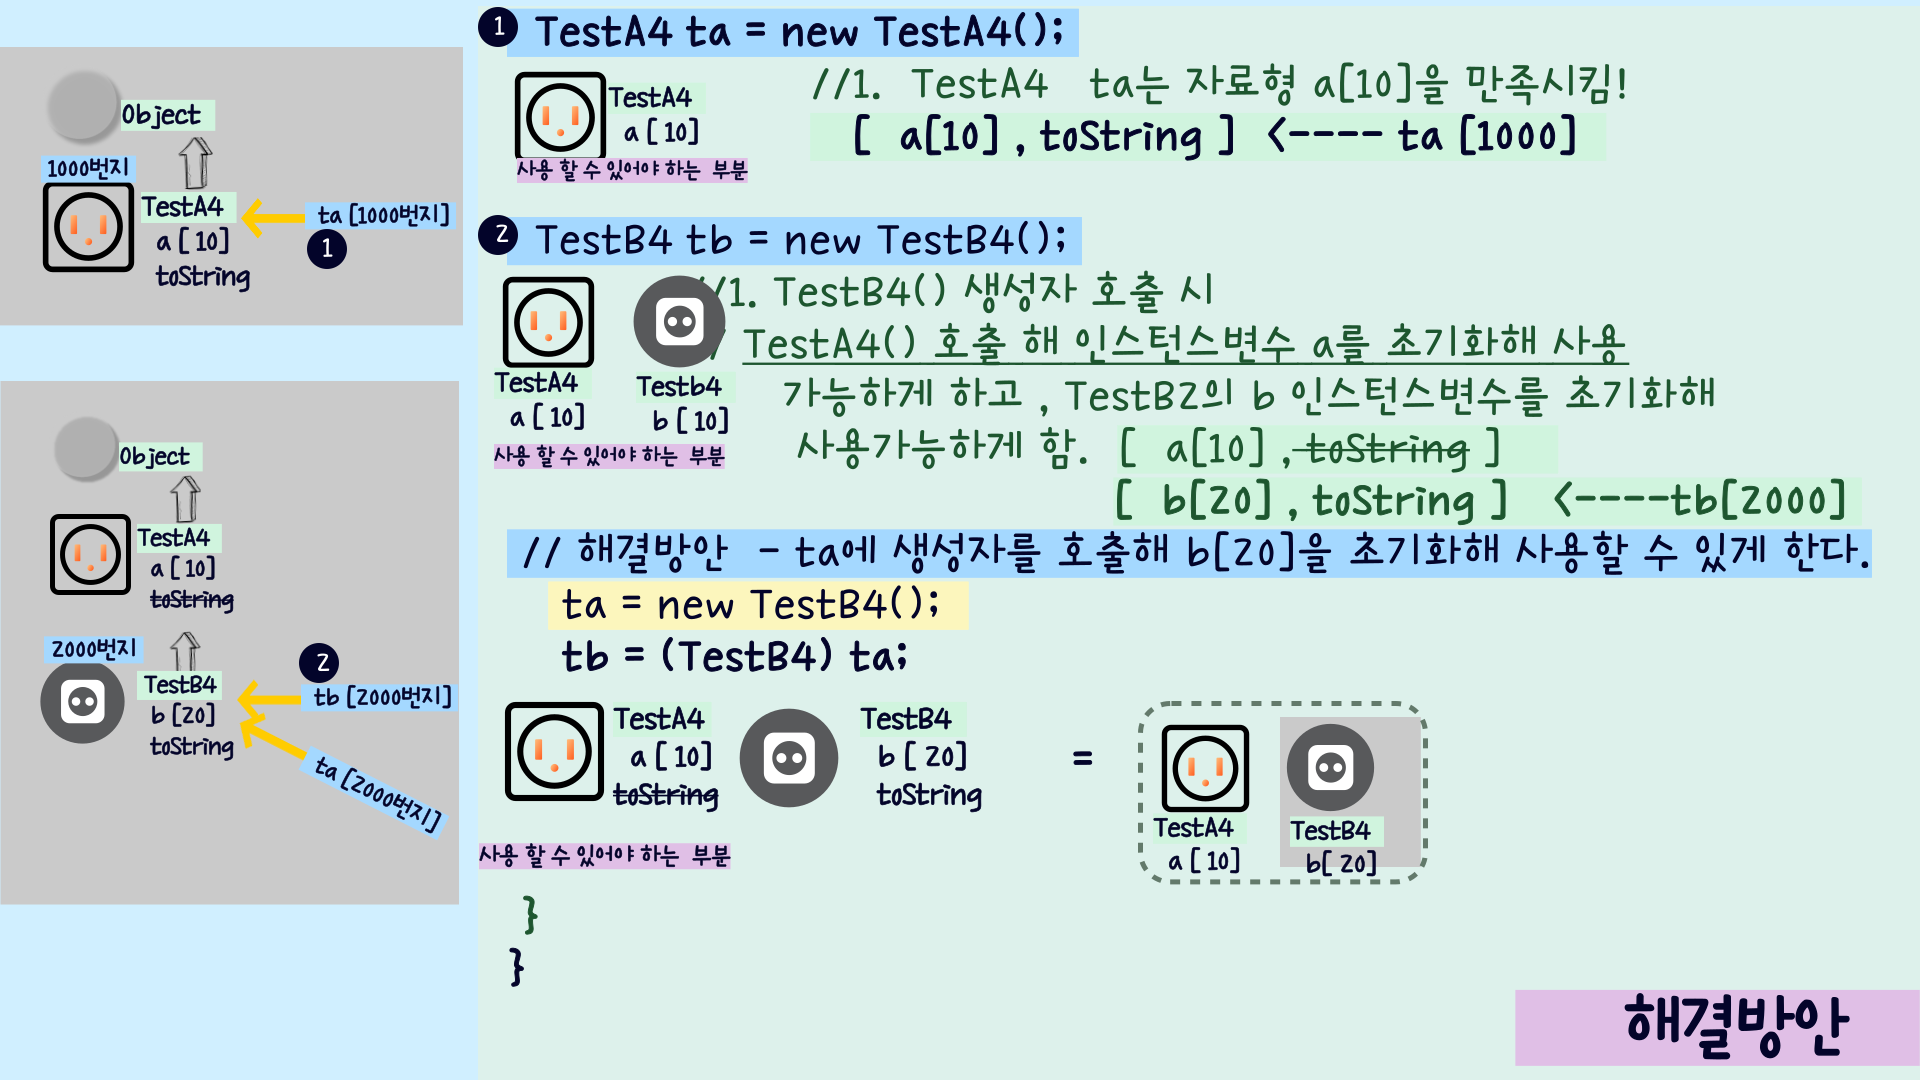 Object
1000번지
TestA4
a [ 10]
toString
ta [1000번지]
1
Object
TestA4
a [ 10]
toString
2000번지
TestB4
b [20]
toString
2
tb [2000번지]
ta [2000번지]
1 TestA4 ta = new TestA4();
TestA4
a [ 10]
사용 할 수 있어야 하는 부분
//1. TestA4 ta는 자료형 a[10]을 만족시킴!
[ a[10] , toString ] <---- ta [1000]
2 TestB4 tb = new TestB4();
//1. TestB4() 생성자 호출 시
/ TestA4() 호출 해 인스턴스변수 a를 초기화해 사용
가능하게 하고 , TestB2의 b 인스턴스변수를 초기화해
사용가능하게 함. [ a[10] , toString ]
[ b[20] , toString ] <----tb[2000]
TestA4
a [ 10]
Testb4
b [ 10]
사용 할 수 있어야 하는 부분
// 해결방안 - ta에 생성자를 호출해 b[20]을 초기화해 사용할 수 있게 한다.
ta = new TestB4();
tb = (TestB4) ta;
TestA4
a [ 10]
toString
TestB4
b [ 20]
toString
=
TestA4
a [ 10]
TestB4
b[ 20]
사용 할 수 있어야 하는 부분
}
}
해결방안